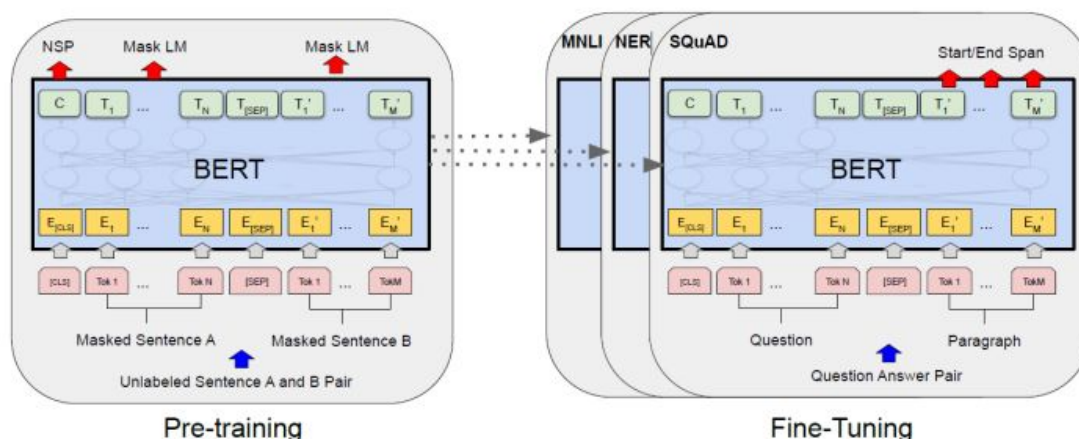 NSP Mask LM Mask LM
C T1 ... TN T[SEP] T1' ... TM'
BERT
E[CLS] E1 ... EN E[SEP] E1' ... EM'
[CLS] Tok 1 ... Tok N [SEP] Tok 1 ... TokM
Masked Sentence A Masked Sentence B
Unlabeled Sentence A and B Pair
Pre-training
MNLI NER SQuAD
Start/End Span
C T1 ... TN T[SEP] T1' ... TM'
BERT
E[CLS] E1 ... EN E[SEP] E1' ... EM'
[CLS] Tok 1 ... Tok N [SEP] Tok 1 ... TokM
Question Paragraph
Question Answer Pair
Fine-Tuning